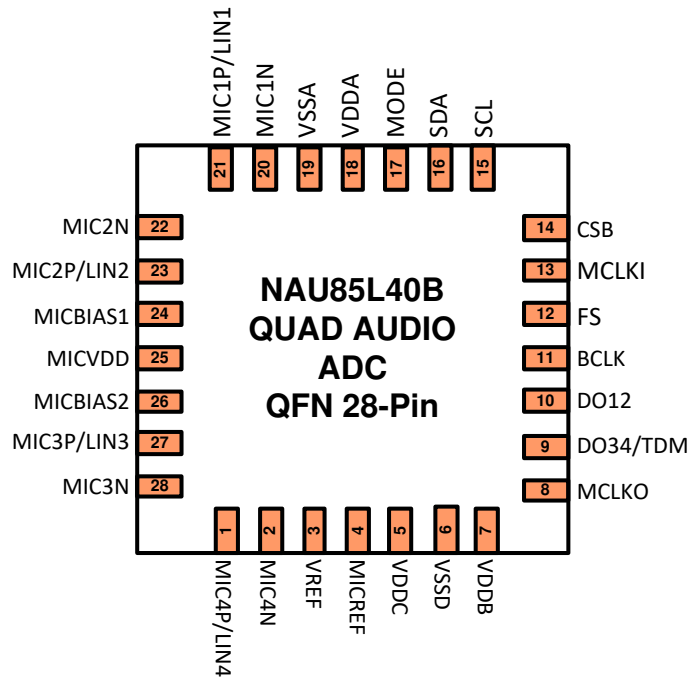 MIC1P/LIN1
MIC1N
VSSA
VDDA
MODE
SDA
SCL
21
20
19
18
17
16
15
MIC2N 22
MIC2P/LIN2 23
MICBIAS1 24
MICVDD 25
MICBIAS2 26
MIC3P/LIN3 27
MIC3N 28
NAU85L40B
QUAD AUDIO
ADC
QFN 28-Pin
14 CSB
13 MCLKI
12 FS
11 BCLK
10 DO12
9 DO34/TDM
8 MCLKO
1
2
3
4
5
6
7
MIC4P/LIN4
MIC4N
VREF
MICREF
VDDC
VSSD
VDDB